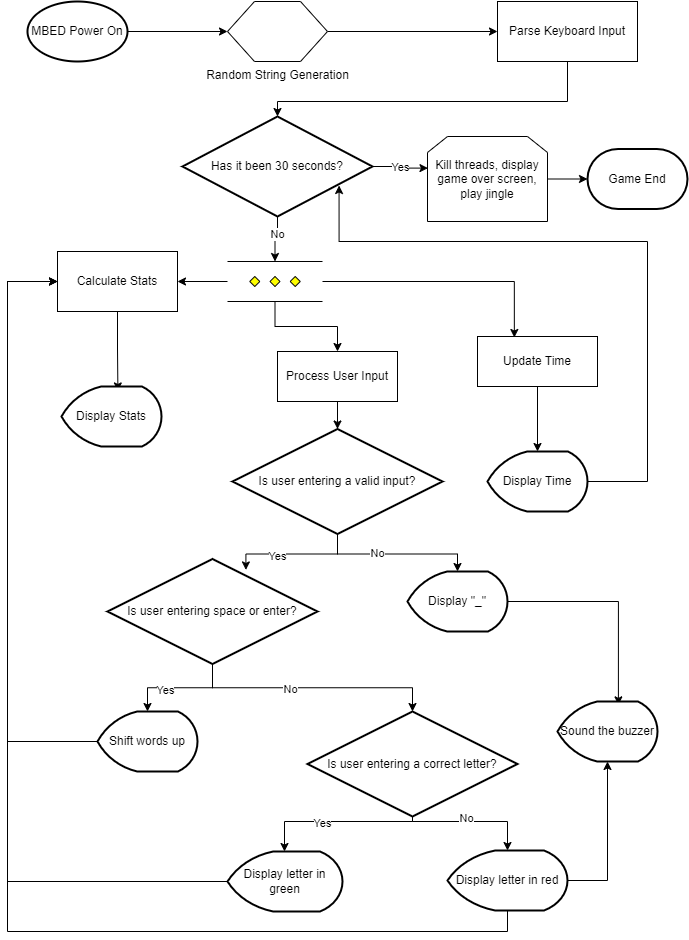 MBED Power On
Parse Keyboard Input
Random String Generation
Has it been 30 seconds?
Yes
Kill threads, display
game over screen,
play jingle
Game End
No
Calculate Stats
Update Time
Process User Input
Display Stats
Is user entering a valid input?
Display Time
Yes
No
Is user entering space or enter?
Display "_"
Yes
No
Shift words up
Sound the buzzer
Is user entering a correct letter?
Yes
No
Display letter in
green
Display letter in red